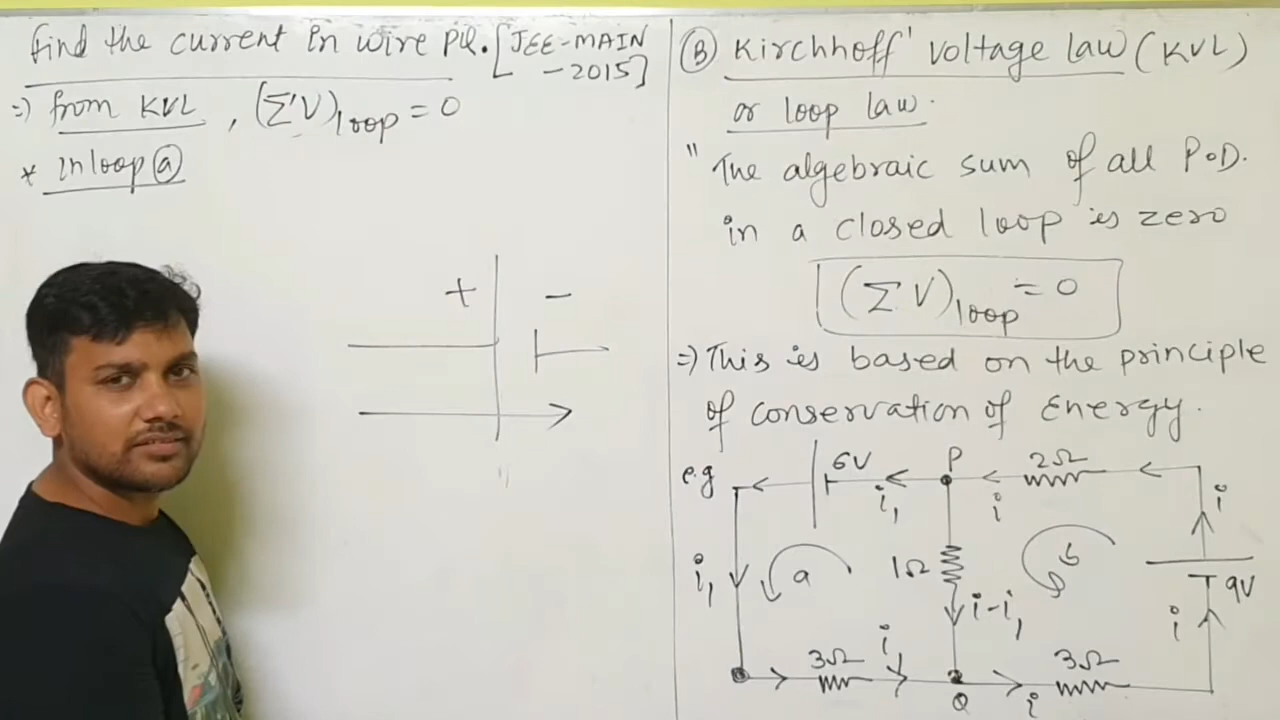 find the current in wire PQ. [JEE-MAIN
-2015]
⇒) from KVL , (ΣV)loop = 0
* In loop ⓐ
+ -
Ⓑ Kirchhoff' voltage law (KVL)
or loop law.
" The algebraic sum of all P.D.
in a closed loop is zero
(ΣV)loop = 0
⇒) This is based on the principle
of conservation of Energy.
e.g 6V P 2Ω
i₁ i i
i₁ a 1Ω b 9V
i-i₁ i
3Ω i₁ 3Ω
Q i